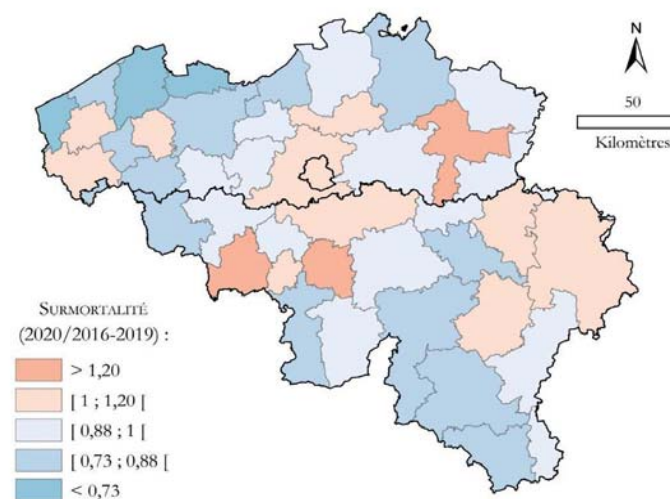 N
50
Kilomètres
SURMORTALITÉ
(2020/2016-2019) :
> 1,20
[ 1 ; 1,20 [
[ 0,88 ; 1 [
[ 0,73 ; 0,88 [
< 0,73